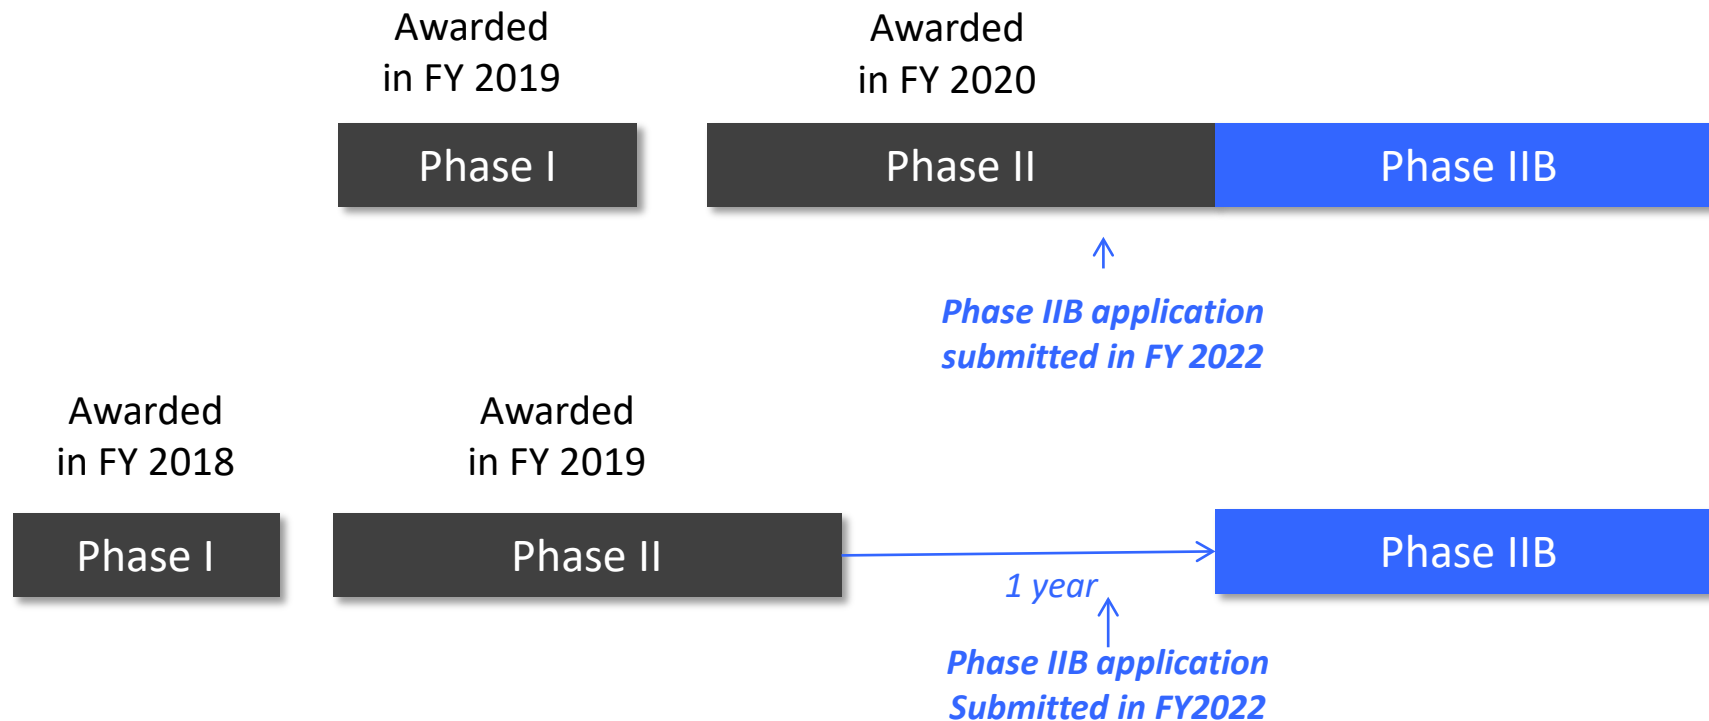 Awarded
in FY 2019
Awarded
in FY 2020
Phase I
Phase II
Phase IIB
Phase IIB application
submitted in FY 2022
Awarded
in FY 2018
Awarded
in FY 2019
Phase I
Phase II
Phase IIB
1 year
Phase IIB application
Submitted in FY2022